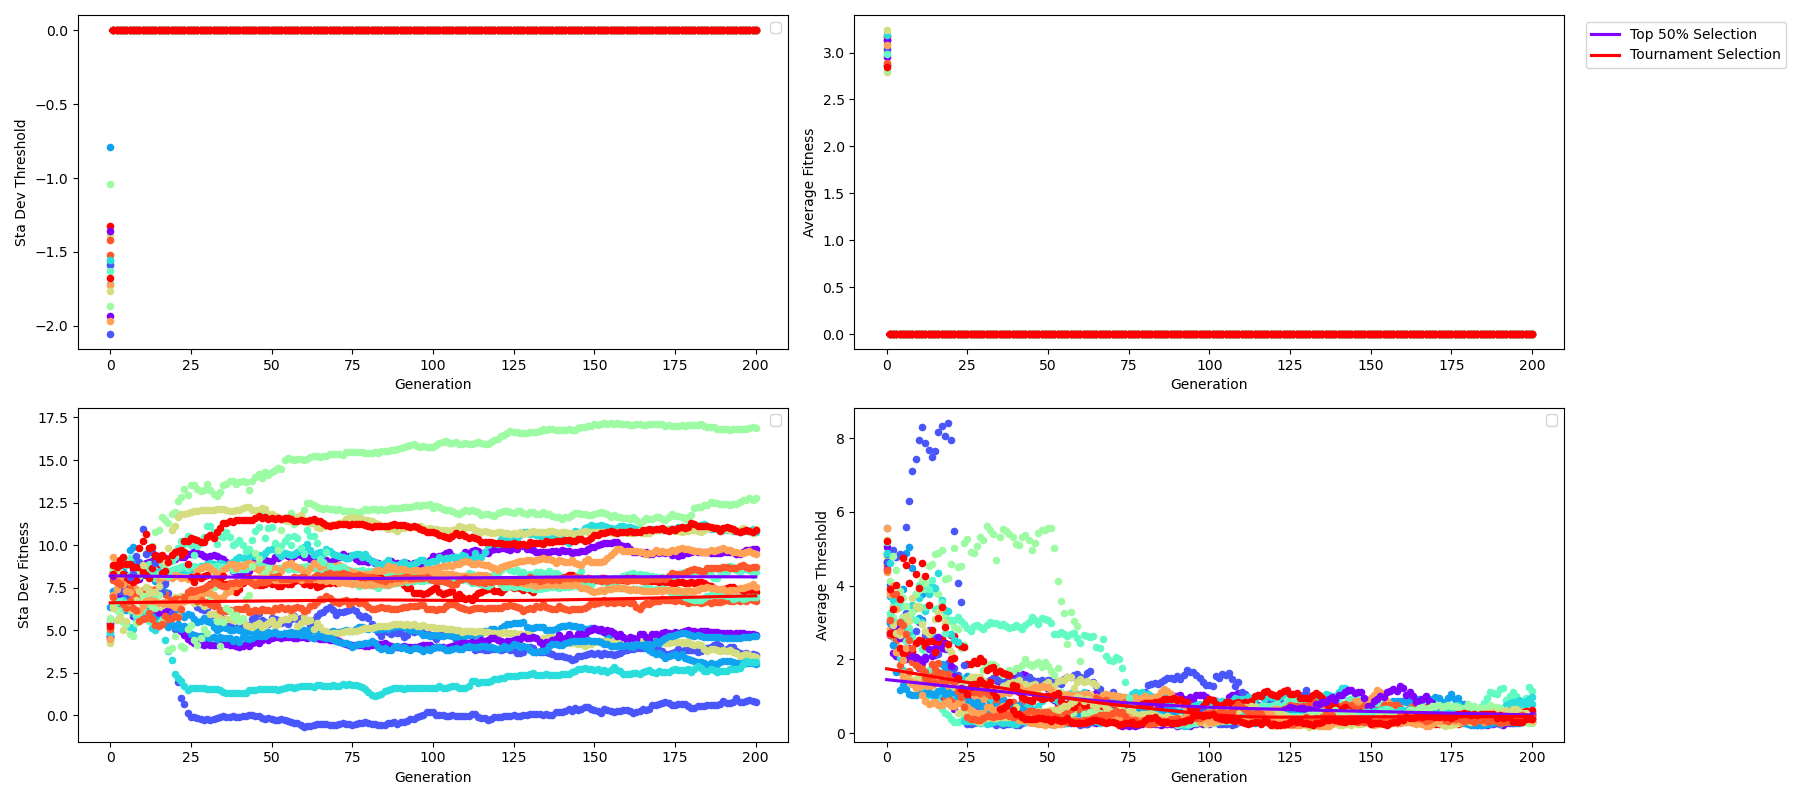 0.0
-0.5
-1.0
-1.5
-2.0
Sta Dev Threshold
0 25 50 75 100 125 150 175 200
Generation
3.0
2.5
2.0
1.5
1.0
0.5
0.0
Average Fitness
0 25 50 75 100 125 150 175 200
Generation
Top 50% Selection
Tournament Selection
17.5
15.0
12.5
10.0
7.5
5.0
2.5
0.0
Sta Dev Fitness
0 25 50 75 100 125 150 175 200
Generation
8
6
4
2
0
Average Threshold
0 25 50 75 100 125 150 175 200
Generation